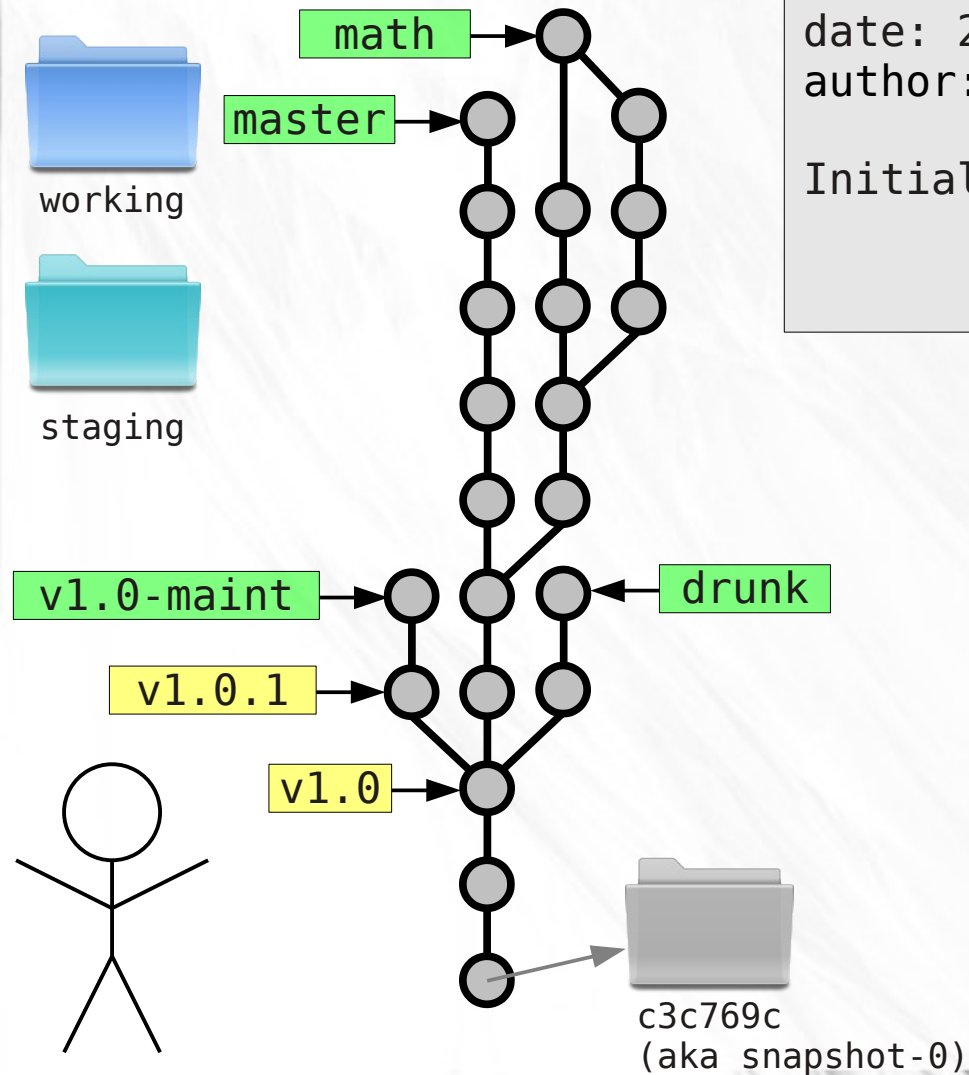 math
date: 2
master
author:
working
Initial
staging
v1.0-maint
drunk
v1.0.1
v1.0
c3c769c
(aka snapshot-0)